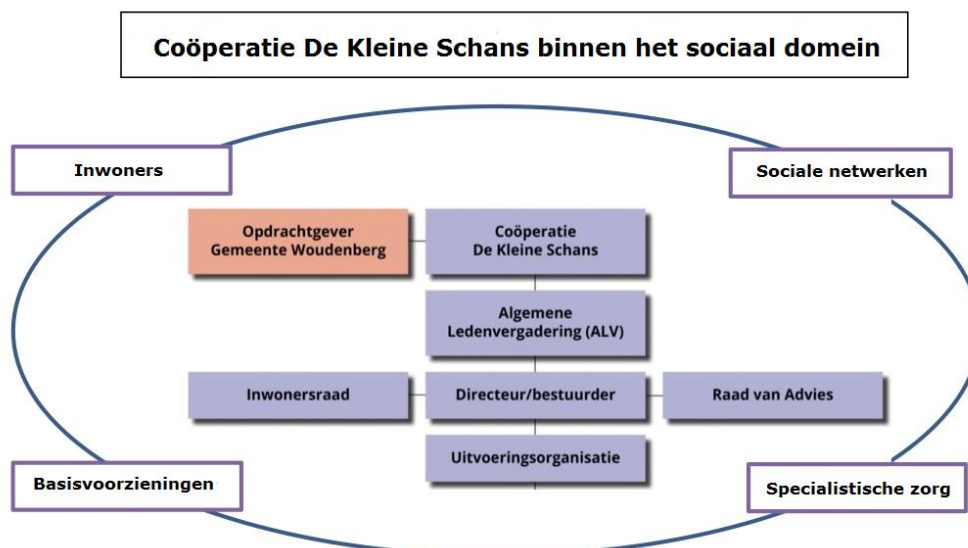 Coöperatie De Kleine Schans binnen het sociaal domein
Inwoners
Sociale netwerken
Opdrachtgever
Gemeente Woudenberg
Coöperatie
De Kleine Schans
Algemene
Ledenvergadering (ALV)
Inwonersraad
Directeur/bestuurder
Raad van Advies
Uitvoeringsorganisatie
Basisvoorzieningen
Specialistische zorg